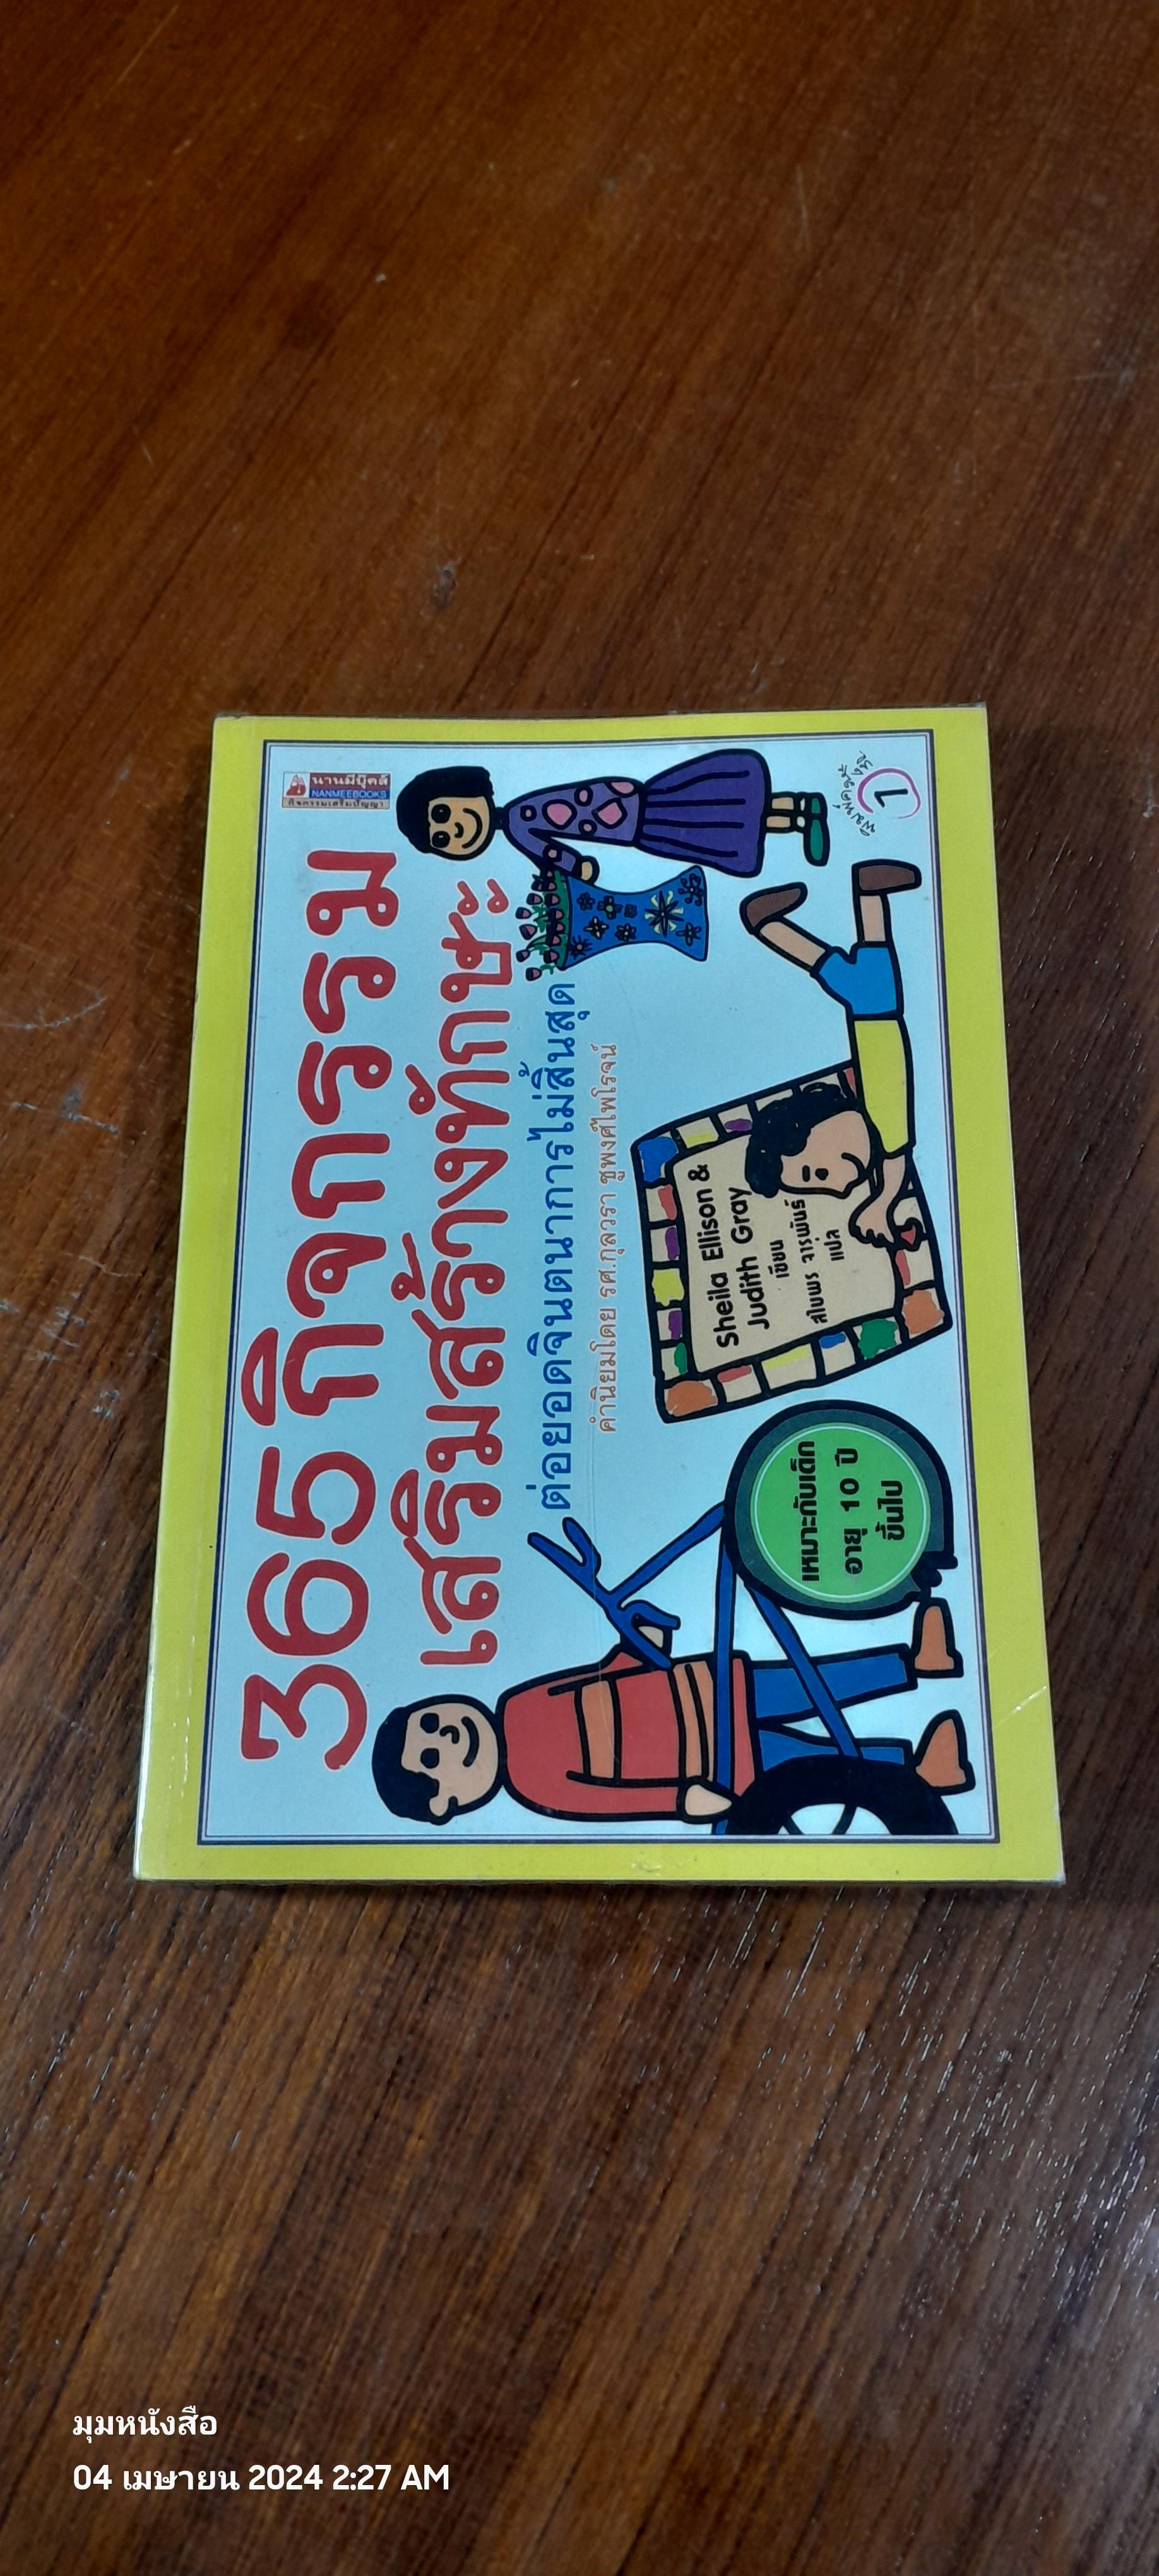 นานมีบุ๊คส์
NANMEEBOOKS
กิจกรรมเสริมปัญญา
365 กิจกรรม
เสริมสร้างทักษะ
ต่อยอดจินตนาการไม่สิ้นสุด
คำนิยมโดย รศ.กุลวรา ชูพงศ์ไพโรจน์
Sheila Ellison &
Judith Gray
เขียน
สไบพร วารพันธ์
แปล
เหมาะกับเด็ก
อายุ 10 ปี
ขึ้นไป
1
มุมหนังสือ
04 เมษายน 2024 2:27 AM